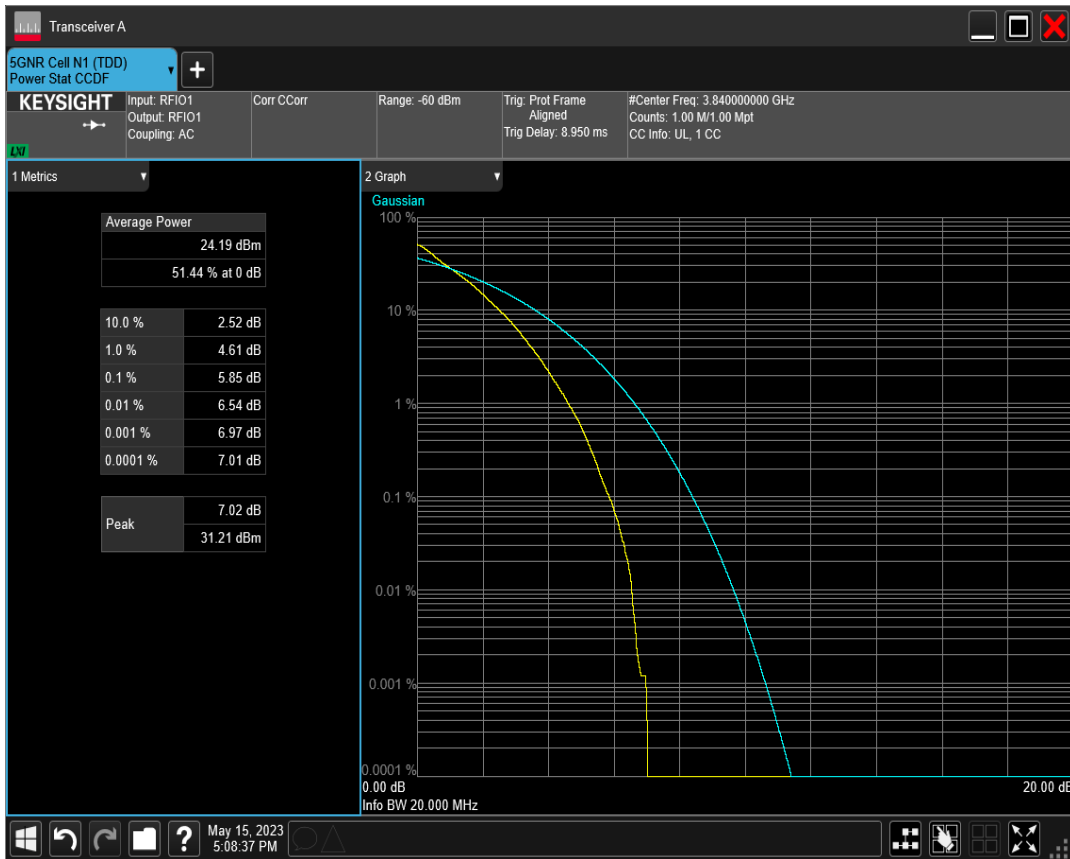 Transceiver A
5GNR Cell N1 (TDD)
Power Stat CCDF
KEYSIGHT
LXI
Input: RFIO1
Output: RFIO1
Coupling: AC
Corr CCorr
Range: -60 dBm
Trig: Prot Frame
Aligned
Trig Delay: 8.950 ms
#Center Freq: 3.840000000 GHz
Counts: 1.00 M/1.00 Mpt
CC Info: UL, 1 CC
1 Metrics
Average Power
24.19 dBm
51.44 % at 0 dB
10.0 % 2.52 dB
1.0 % 4.61 dB
0.1 % 5.85 dB
0.01 % 6.54 dB
0.001 % 6.97 dB
0.0001 % 7.01 dB
Peak 7.02 dB
31.21 dBm
2 Graph
Gaussian
100 %
10 %
1 %
0.1 %
0.01 %
0.001 %
0.0001 %
0.00 dB 20.00 dB
Info BW 20.000 MHz
May 15, 2023
5:08:37 PM